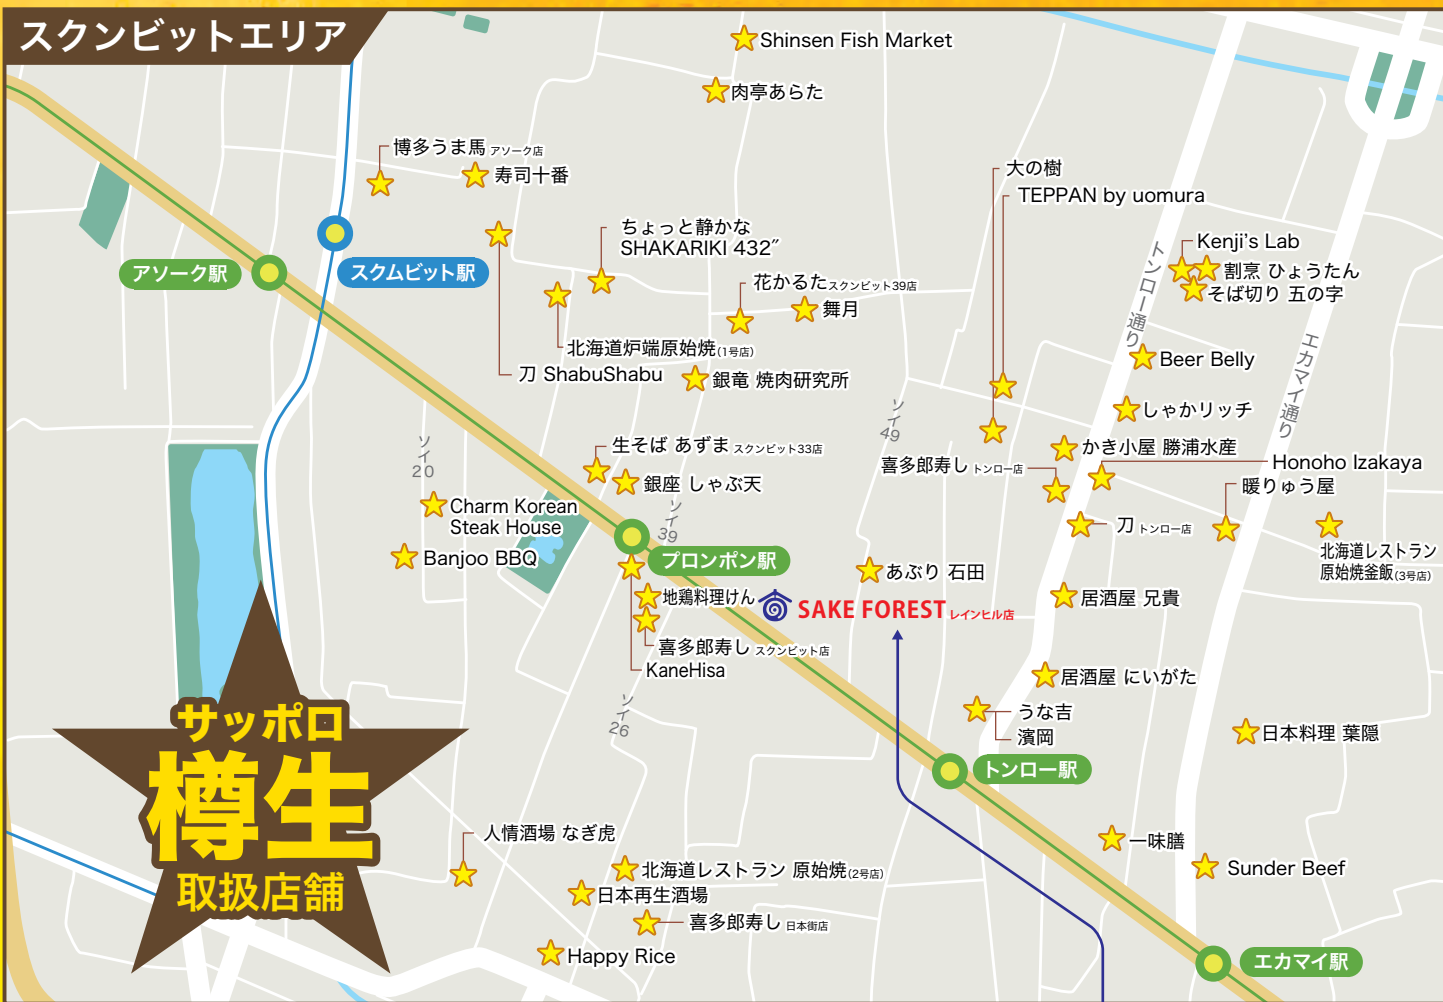 スクンビットエリア
Shinsen Fish Market
肉亭あらた
博多うま馬 アソーク店
寿司十番
大の樹
TEPPAN by uomura
ちょっと静かな
SHAKARIKI 432″
Kenji's Lab
割烹 ひょうたん
そば切り 五の字
アソーク駅
スクムビット駅
花かるた スクンビット39店
舞月
トンロー通り
エカマイ通り
北海道炉端原始焼(1号店)
刀 ShabuShabu
銀竜 焼肉研究所
Beer Belly
しゃかリッチ
ソイ49
ソイ20
生そば あずま スクンビット33店
銀座 しゃぶ天
かき小屋 勝浦水産
喜多郎寿し トンロー店
Honoho Izakaya
暖りゅう屋
Charm Korean
Steak House
ソイ39
刀 トンロー店
Banjoo BBQ
プロンポン駅
あぶり 石田
北海道レストラン
原始焼釜飯(3号店)
地鶏料理けん
SAKE FOREST レインヒル店
居酒屋 兄貴
喜多郎寿し スクンビット店
KaneHisa
居酒屋 にいがた
ソイ26
うな吉
濱岡
日本料理 葉隠
トンロー駅
サッポロ
樽生
取扱店舗
人情酒場 なぎ虎
一味膳
北海道レストラン 原始焼(2号店)
Sunder Beef
日本再生酒場
喜多郎寿し 日本街店
Happy Rice
エカマイ駅